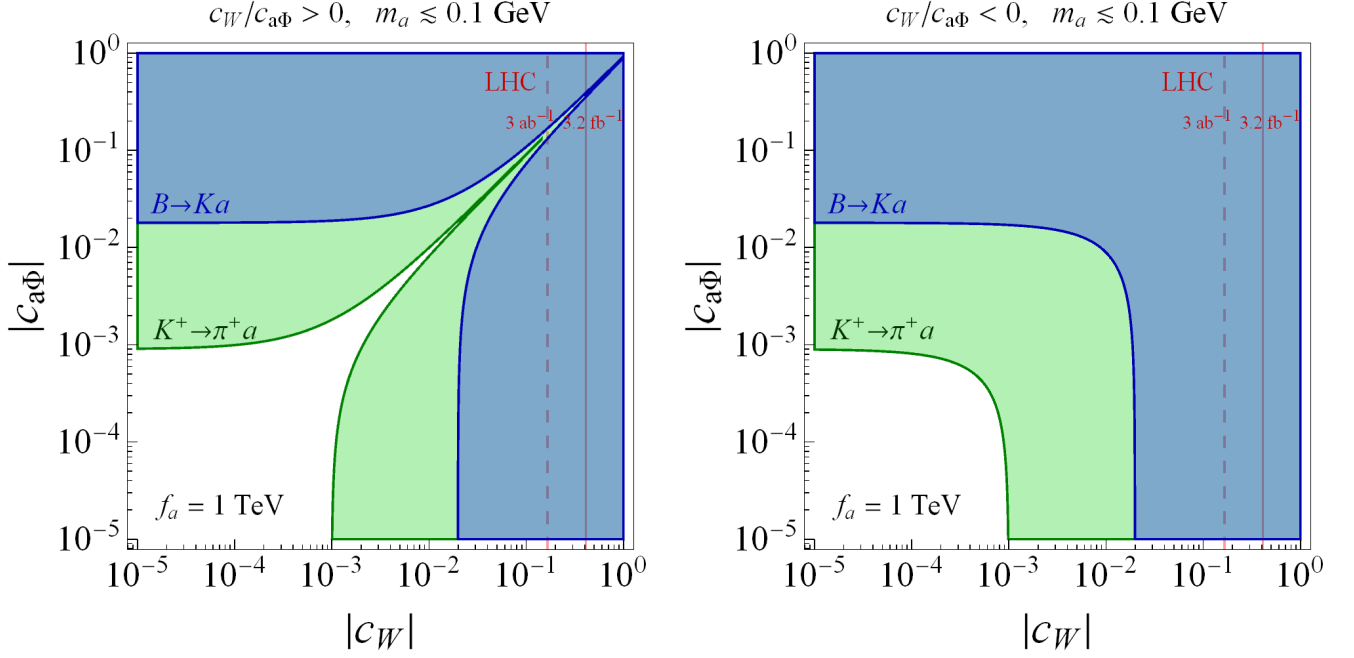 c_W/c_aΦ > 0, m_a ≲ 0.1 GeV
10^0
10^-1
10^-2
10^-3
10^-4
10^-5
|c_aΦ|
LHC
3 ab^-1
3.2 fb^-1
B→Ka
K^+→π^+a
f_a = 1 TeV
10^-5 10^-4 10^-3 10^-2 10^-1 10^0
|c_W|
c_W/c_aΦ < 0, m_a ≲ 0.1 GeV
10^0
10^-1
10^-2
10^-3
10^-4
10^-5
|c_aΦ|
LHC
3 ab^-1
3.2 fb^-1
B→Ka
K^+→π^+a
f_a = 1 TeV
10^-5 10^-4 10^-3 10^-2 10^-1 10^0
|c_W|